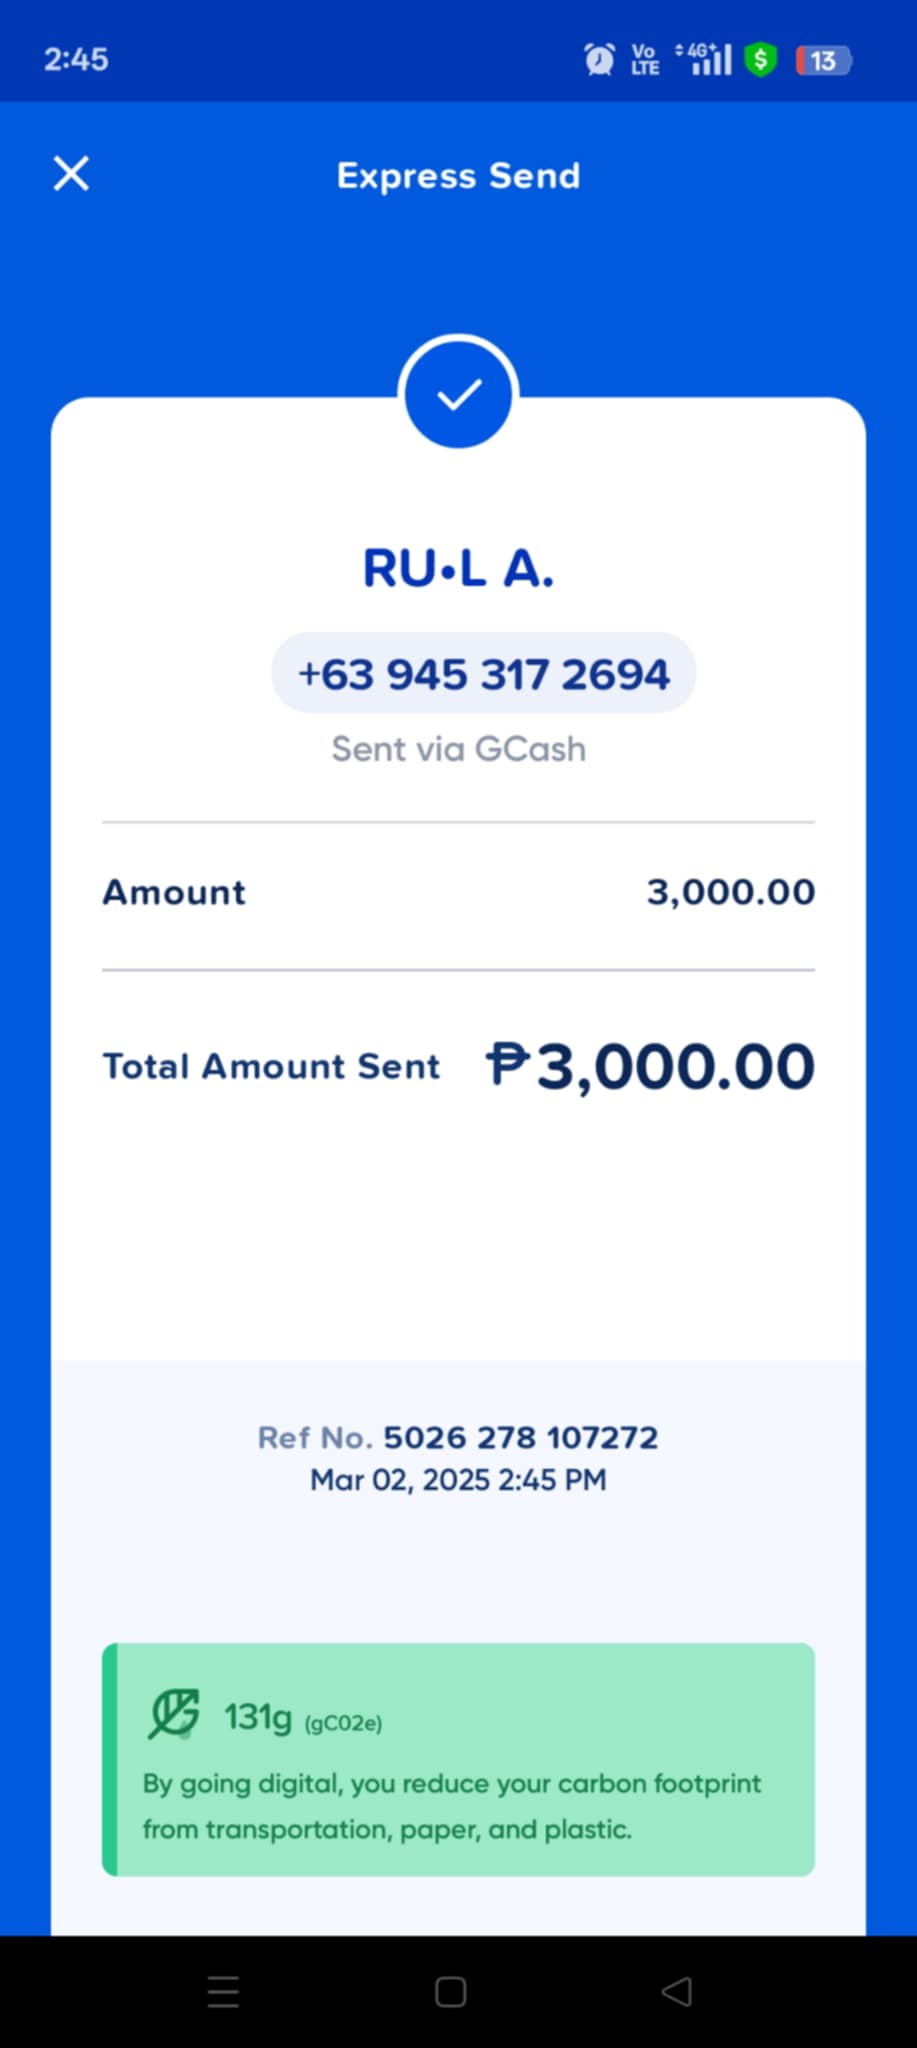 2:45
Vo LTE 4G+ $ 13
Express Send
RU•L A.
+63 945 317 2694
Sent via GCash
Amount 3,000.00
Total Amount Sent ₱3,000.00
Ref No. 5026 278 107272
Mar 02, 2025 2:45 PM
131g (gC02e)
By going digital, you reduce your carbon footprint
from transportation, paper, and plastic.